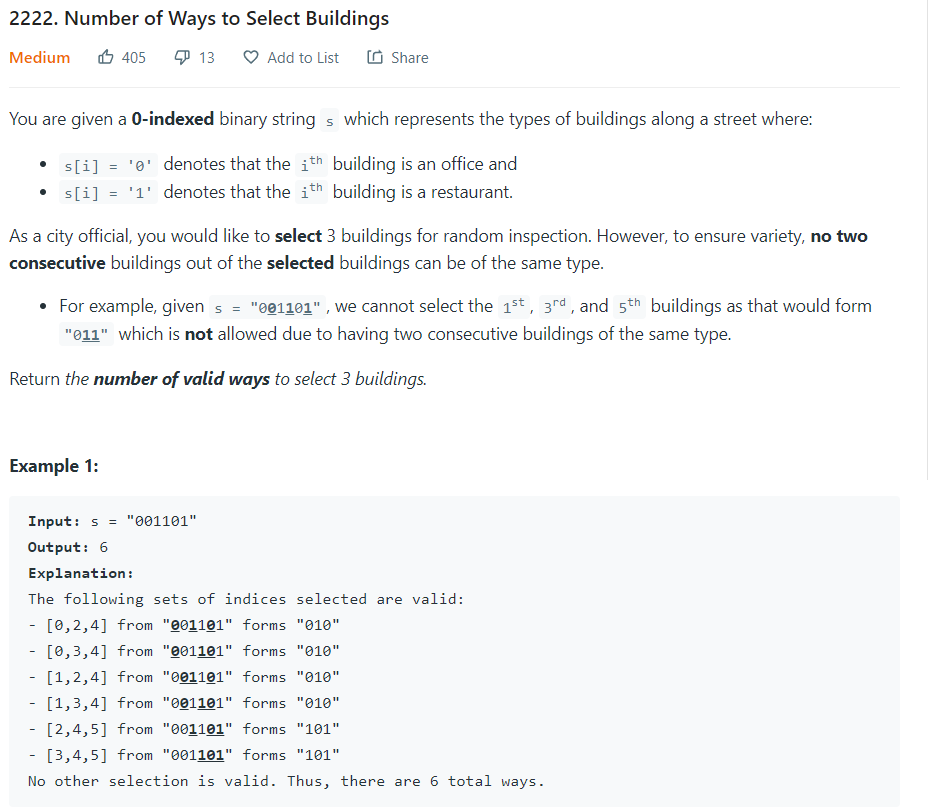 2222. Number of Ways to Select Buildings
Medium 405 13 Add to List Share
You are given a 0-indexed binary string s which represents the types of buildings along a street where:
• s[i] = '0' denotes that the ith building is an office and
• s[i] = '1' denotes that the ith building is a restaurant.
As a city official, you would like to select 3 buildings for random inspection. However, to ensure variety, no two
consecutive buildings out of the selected buildings can be of the same type.
• For example, given s = "001101", we cannot select the 1st, 3rd, and 5th buildings as that would form
"011" which is not allowed due to having two consecutive buildings of the same type.
Return the number of valid ways to select 3 buildings.
Example 1:
Input: s = "001101"
Output: 6
Explanation:
The following sets of indices selected are valid:
- [0,2,4] from "001101" forms "010"
- [0,3,4] from "001101" forms "010"
- [1,2,4] from "001101" forms "010"
- [1,3,4] from "001101" forms "010"
- [2,4,5] from "001101" forms "101"
- [3,4,5] from "001101" forms "101"
No other selection is valid. Thus, there are 6 total ways.